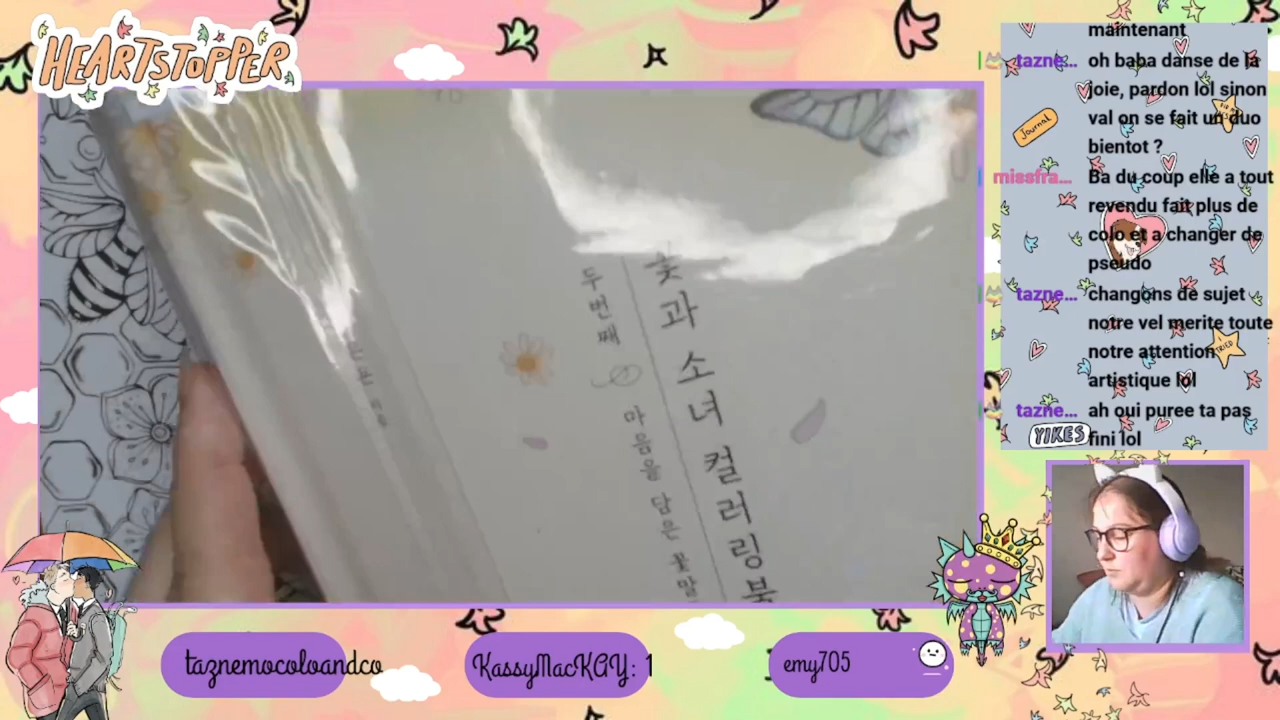 HEARTSTOPPER
두번째
마음을 담은 꽃말
꽃과 소녀 컬러링북
maintenant
tazne... oh baba danse de la
joie, pardon lol sinon
val on se fait un duo
bientot ?
missfra... Ba du coup elle a tout
revendu fait plus de
colo et a changer de
pseudo
tazne... changons de sujet
notre vel merite toute
notre attention
artistique lol
tazne... ah oui puree ta pas
fini lol
Journal
TRIED
YIKES
taznemocoloandco
KassyMacKAY: 1
emy705